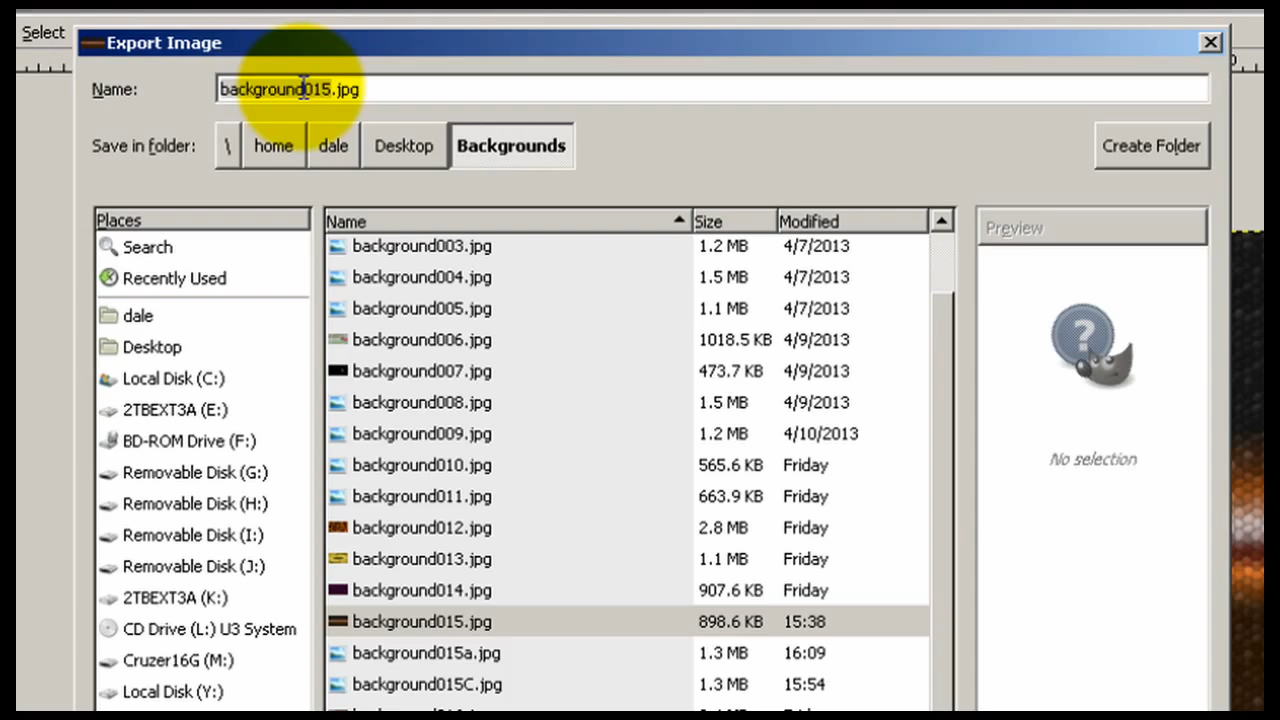 Select
Export Image
Name: background015.jpg
Save in folder: \ home dale Desktop Backgrounds Create Folder
Places
Search
Recently Used
dale
Desktop
Local Disk (C:)
2TBEXT3A (E:)
BD-ROM Drive (F:)
Removable Disk (G:)
Removable Disk (H:)
Removable Disk (I:)
Removable Disk (J:)
2TBEXT3A (K:)
CD Drive (L:) U3 System
Cruzer16G (M:)
Local Disk (Y:)
Name Size Modified
background003.jpg 1.2 MB 4/7/2013
background004.jpg 1.5 MB 4/7/2013
background005.jpg 1.1 MB 4/7/2013
background006.jpg 1018.5 KB 4/9/2013
background007.jpg 473.7 KB 4/9/2013
background008.jpg 1.5 MB 4/9/2013
background009.jpg 1.2 MB 4/10/2013
background010.jpg 565.6 KB Friday
background011.jpg 663.9 KB Friday
background012.jpg 2.8 MB Friday
background013.jpg 1.1 MB Friday
background014.jpg 907.6 KB Friday
background015.jpg 898.6 KB 15:38
background015a.jpg 1.3 MB 16:09
background015C.jpg 1.3 MB 15:54
Preview
No selection